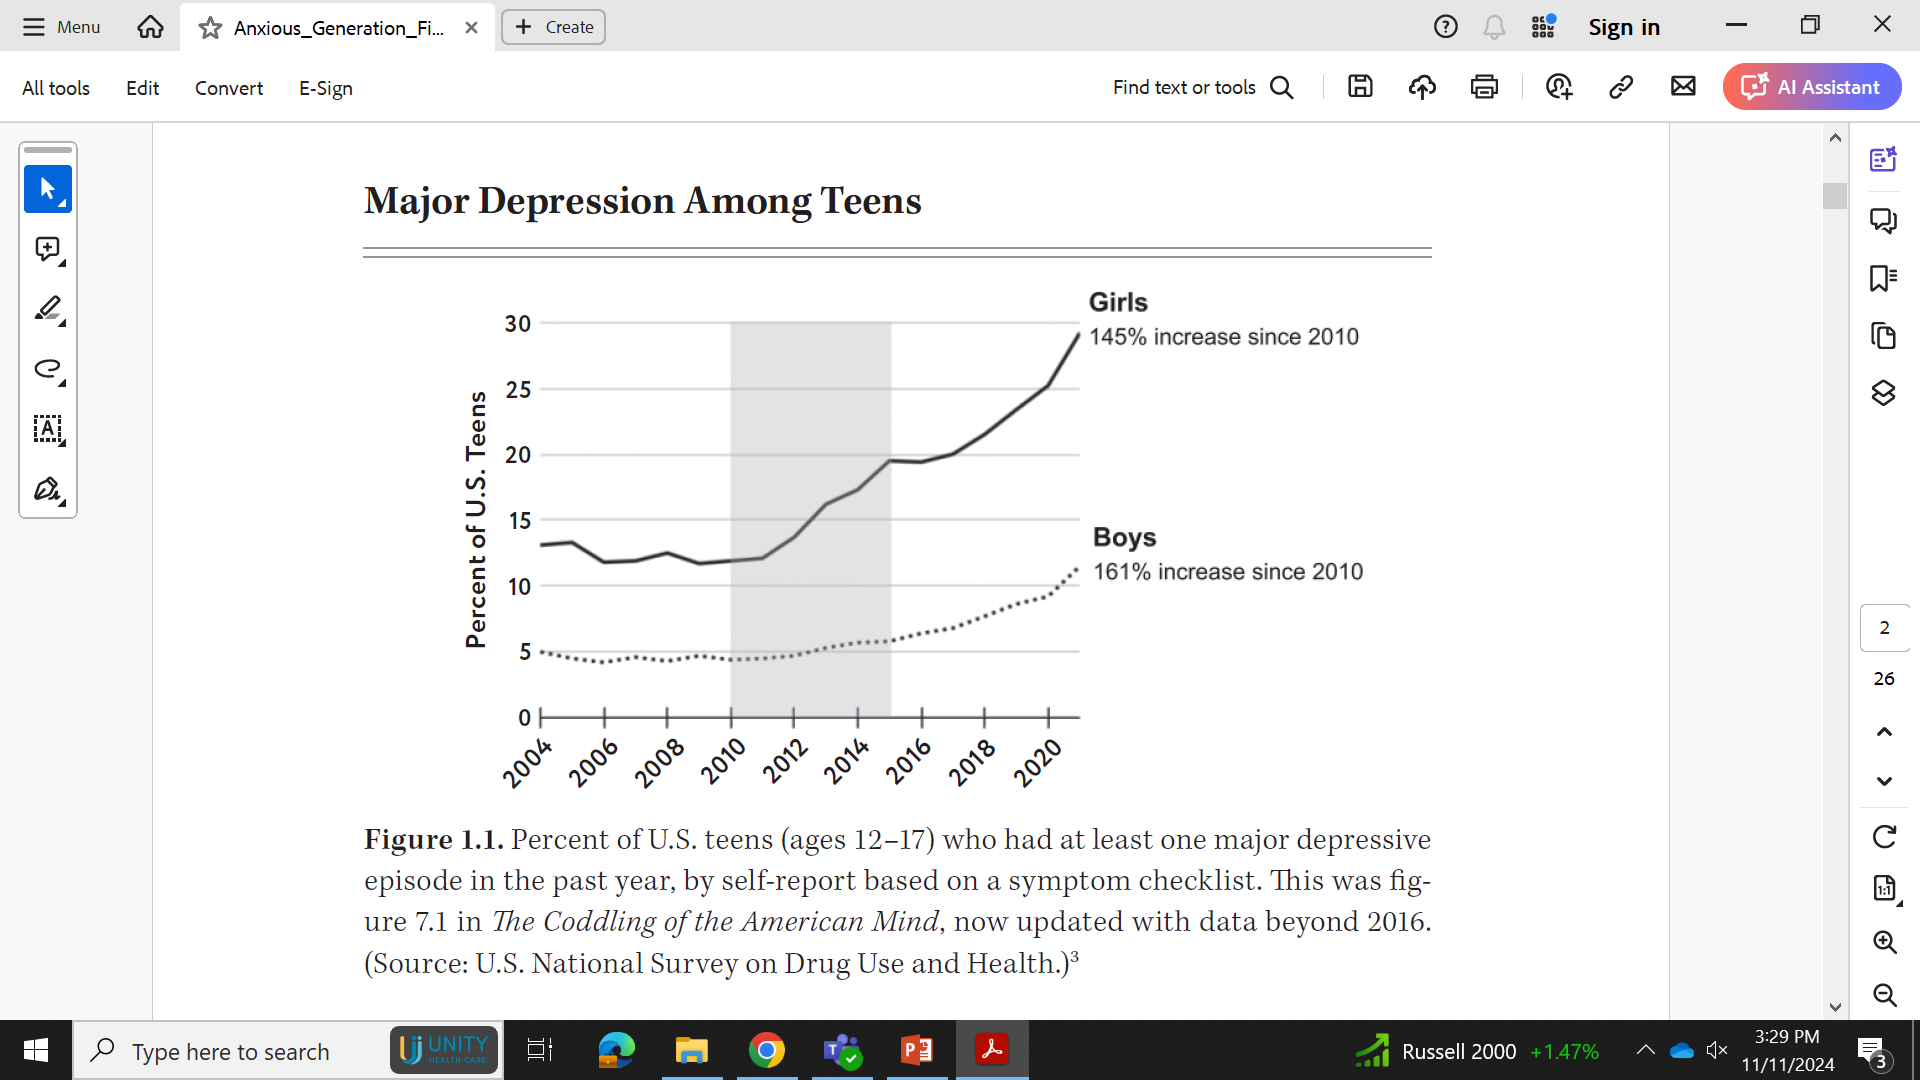 Menu
Anxious_Generation_Fi...
Create
Sign in
All tools
Edit
Convert
E-Sign
Find text or tools
AI Assistant
Major Depression Among Teens
Girls
145% increase since 2010
Boys
161% increase since 2010
Percent of U.S. Teens
30
25
20
15
10
5
0
2004
2006
2008
2010
2012
2014
2016
2018
2020
Figure 1.1. Percent of U.S. teens (ages 12–17) who had at least one major depressive
episode in the past year, by self-report based on a symptom checklist. This was fig-
ure 7.1 in The Coddling of the American Mind, now updated with data beyond 2016.
(Source: U.S. National Survey on Drug Use and Health.)³
2
26
1:1
Type here to search
UNITY
HEALTH CARE
Russell 2000 +1.47%
3:29 PM
11/11/2024
3